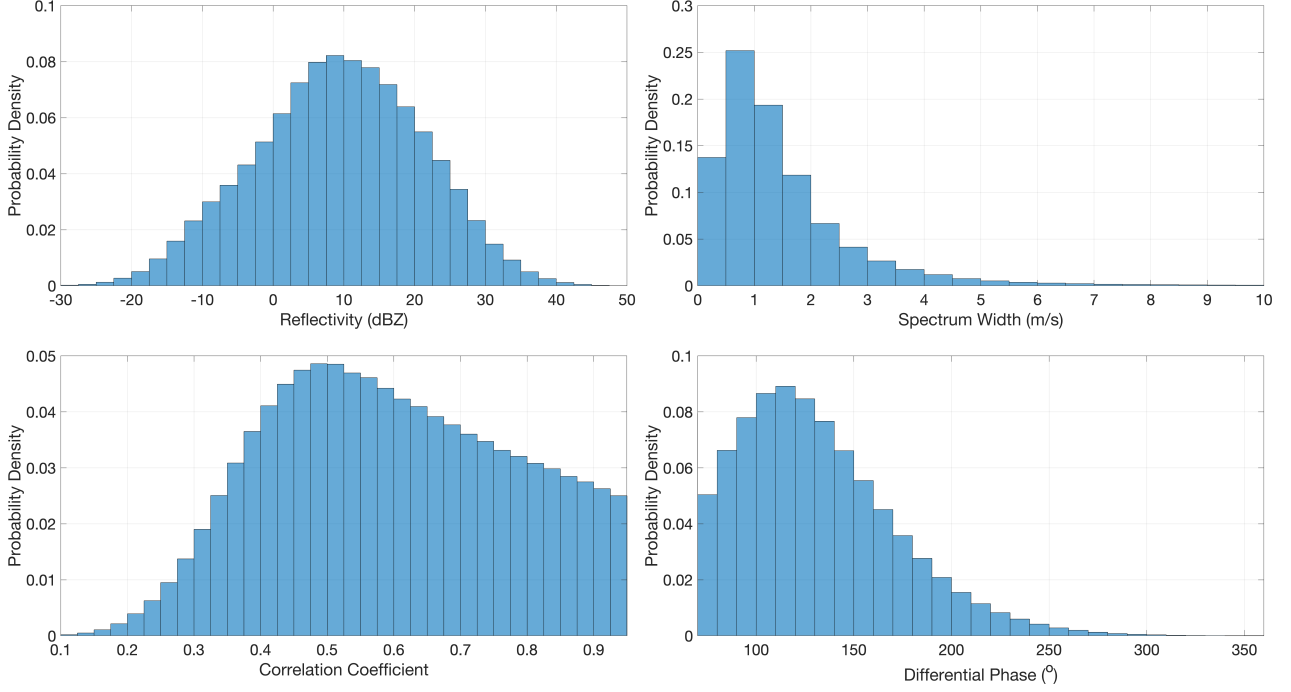 0.1
0.08
0.06
0.04
0.02
0
Probability Density
-30 -20 -10 0 10 20 30 40 50
Reflectivity (dBZ)
0.3
0.25
0.2
0.15
0.1
0.05
0
Probability Density
0 1 2 3 4 5 6 7 8 9 10
Spectrum Width (m/s)
0.05
0.04
0.03
0.02
0.01
0
Probability Density
0.1 0.2 0.3 0.4 0.5 0.6 0.7 0.8 0.9
Correlation Coefficient
0.1
0.08
0.06
0.04
0.02
0
Probability Density
100 150 200 250 300 350
Differential Phase (º)